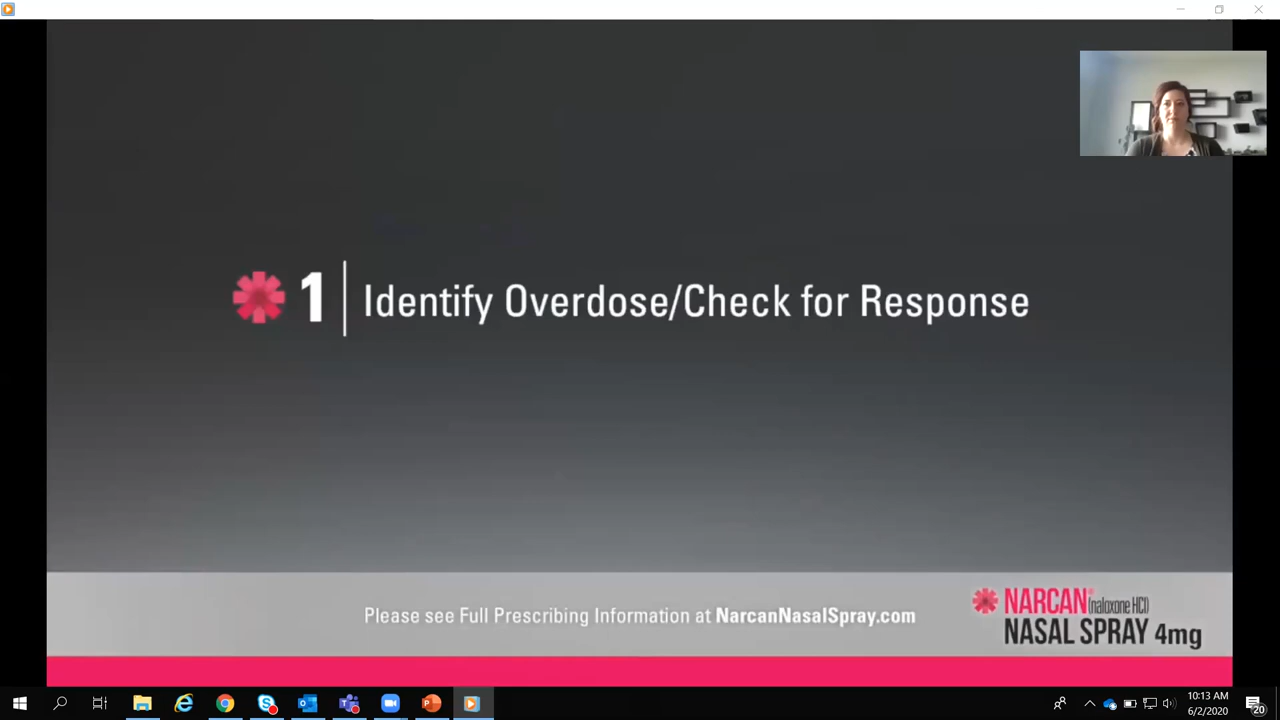 1 Identify Overdose/Check for Response
Please see Full Prescribing Information at NarcanNasalSpray.com
NARCAN® (naloxone HCl)
NASAL SPRAY 4mg
10:13 AM
6/2/2020
20